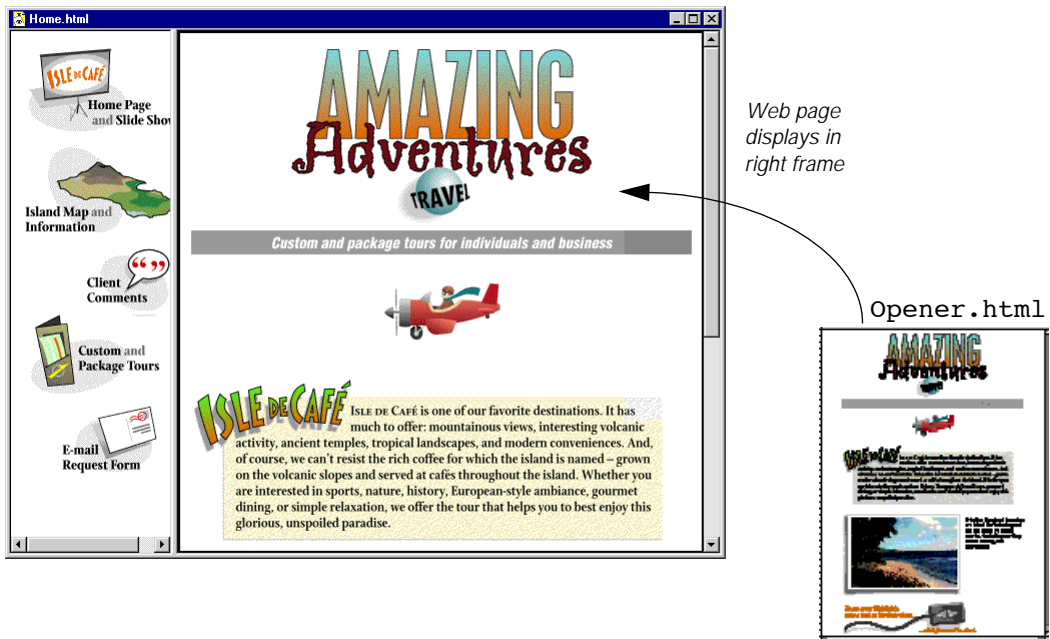 Home.html
ISLE DE CAFÉ
Home Page
and Slide Show
Island Map and
Information
Client
Comments
Custom and
Package Tours
E-mail
Request Form
AMAZING
Adventures
TRAVEL
Custom and package tours for individuals and business
ISLE DE CAFÉ
ISLE DE CAFÉ is one of our favorite destinations. It has
much to offer: mountainous views, interesting volcanic
activity, ancient temples, tropical landscapes, and modern conveniences. And,
of course, we can't resist the rich coffee for which the island is named – grown
on the volcanic slopes and served at cafés throughout the island. Whether you
are interested in sports, nature, history, European-style ambiance, gourmet
dining, or simple relaxation, we offer the tour that helps you to best enjoy this
glorious, unspoiled paradise.
Web page
displays in
right frame
Opener.html
AMAZING
Adventures
ISLE DE CAFÉ